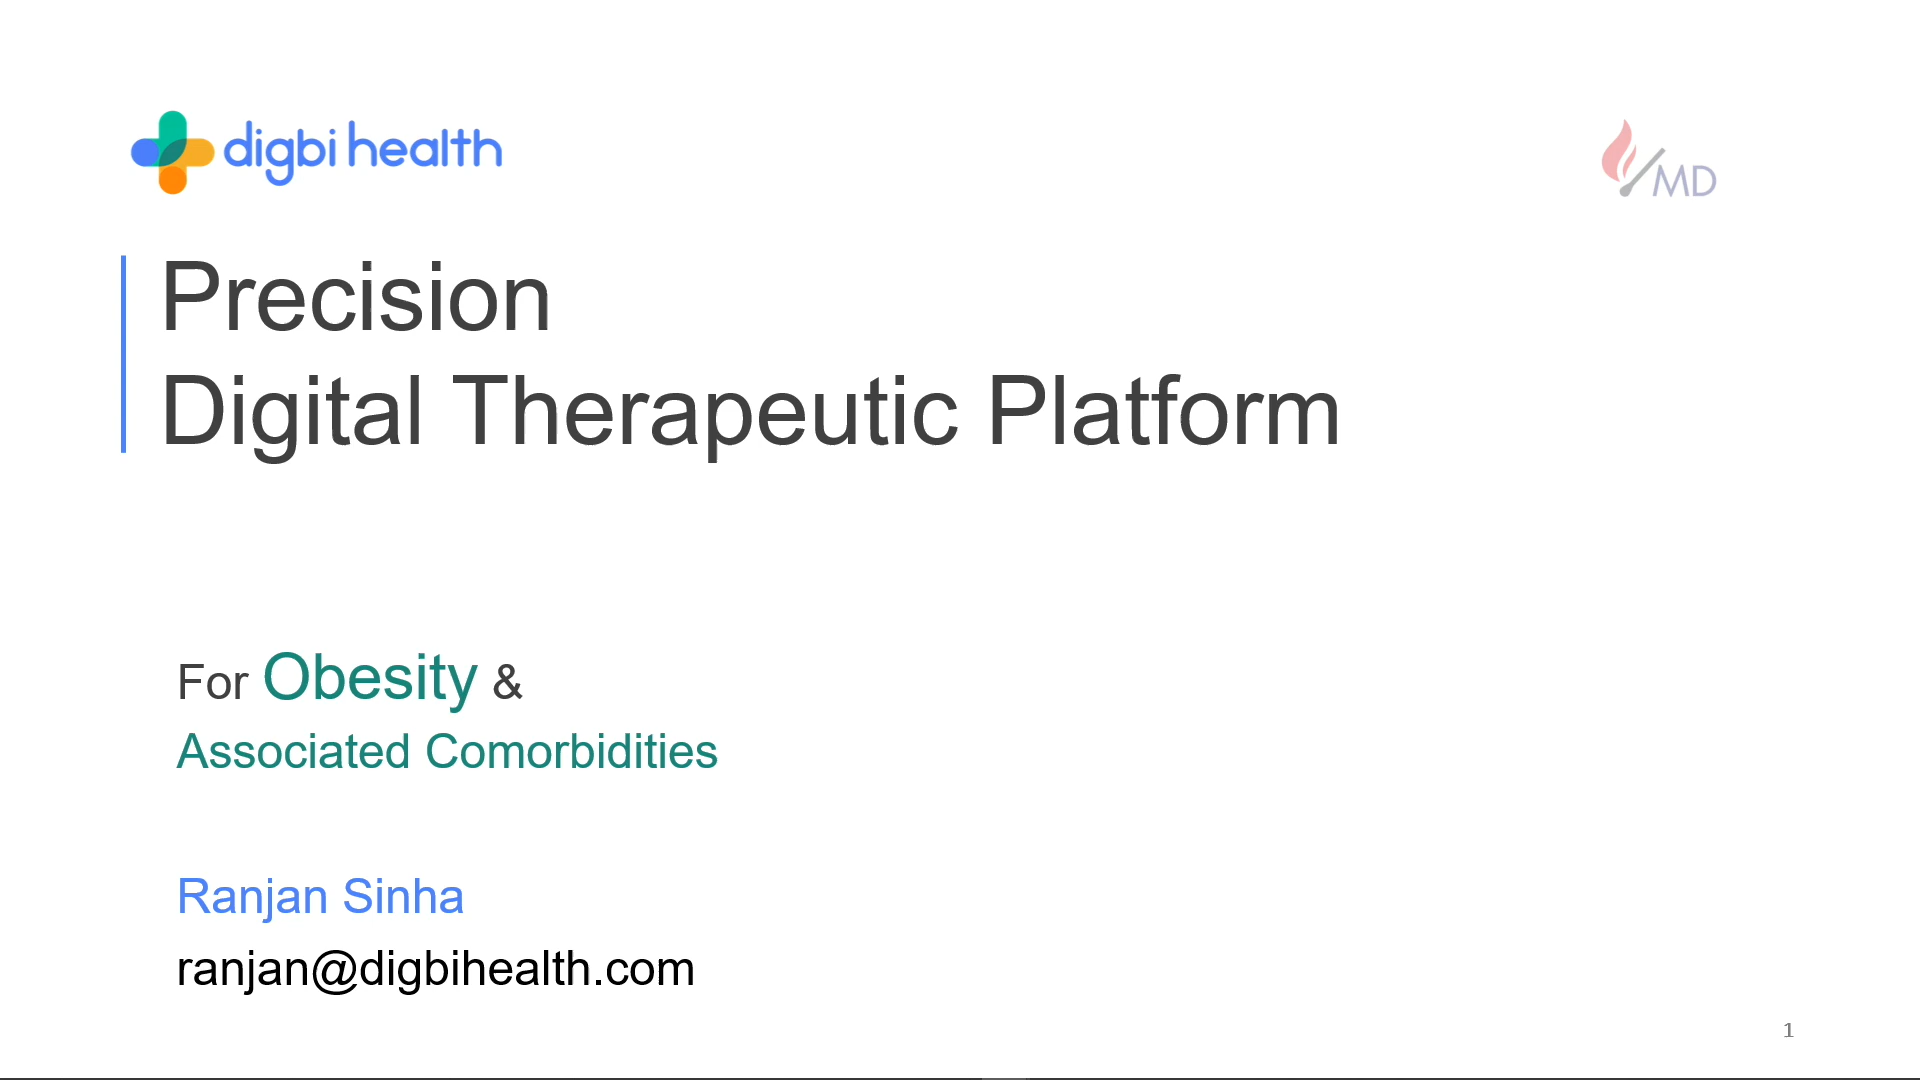 digbi health
MD
Precision
Digital Therapeutic Platform
For Obesity &
Associated Comorbidities
Ranjan Sinha
ranjan@digbihealth.com
1